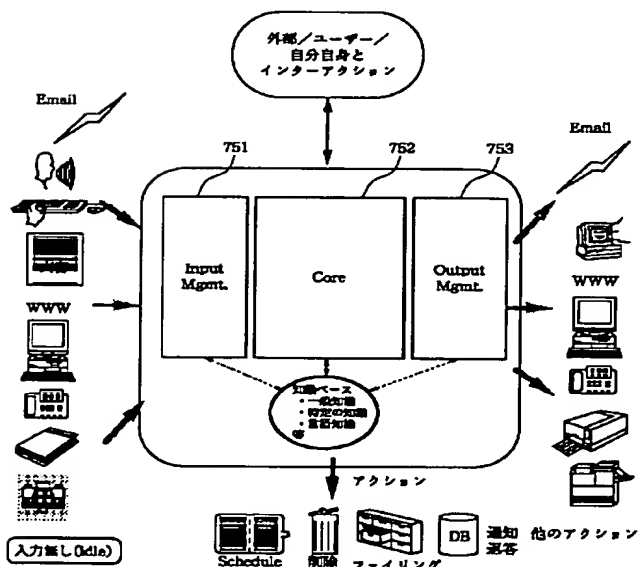 外部／ユーザー／
自分自身と
インターアクション
Email
Email
751
752
753
Input
Mgmt.
Core
Output
Mgmt.
WWW
WWW
知識ベース
・一般知識
・特定の知識
・言語知識
等
アクション
入力無し(Idle)
Schedule
削除
ファイリング
DB
通知
返答
他のアクション